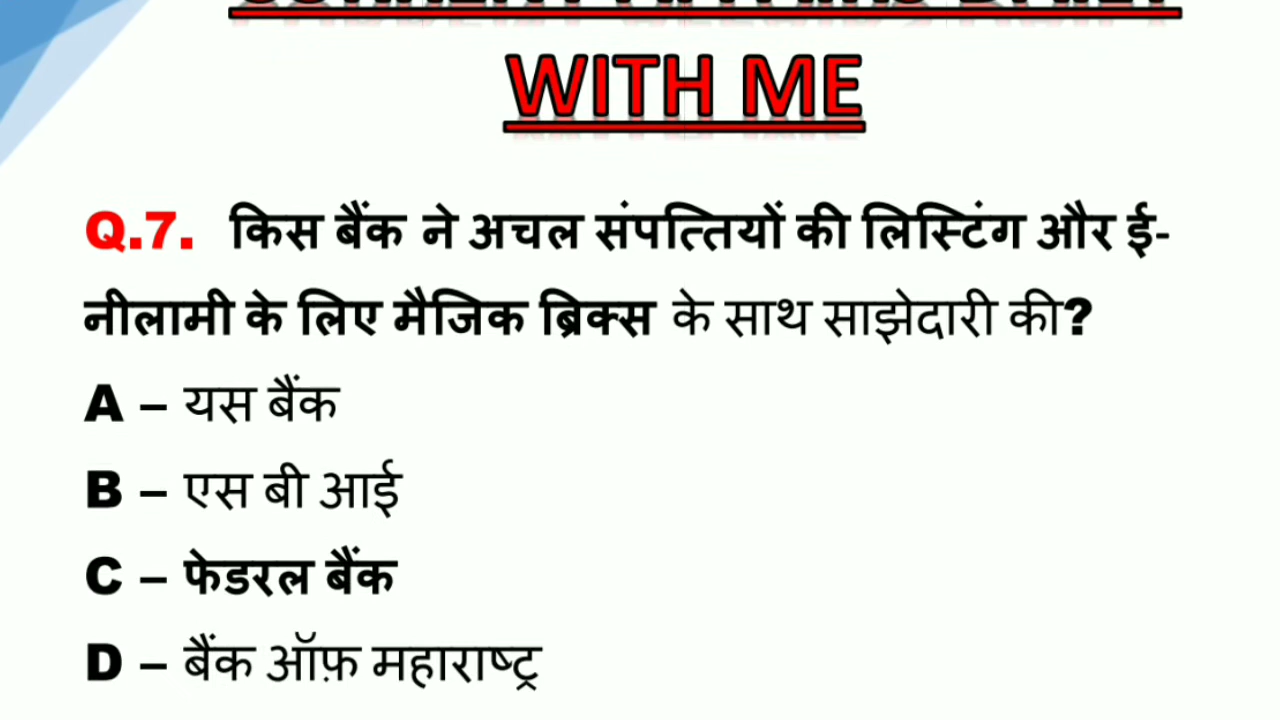 WITH ME
Q.7. किस बैंक ने अचल संपत्तियों की लिस्टिंग और ई-
नीलामी के लिए मैजिक ब्रिक्स के साथ साझेदारी की?
A – यस बैंक
B – एस बी आई
C – फेडरल बैंक
D – बैंक ऑफ़ महाराष्ट्र